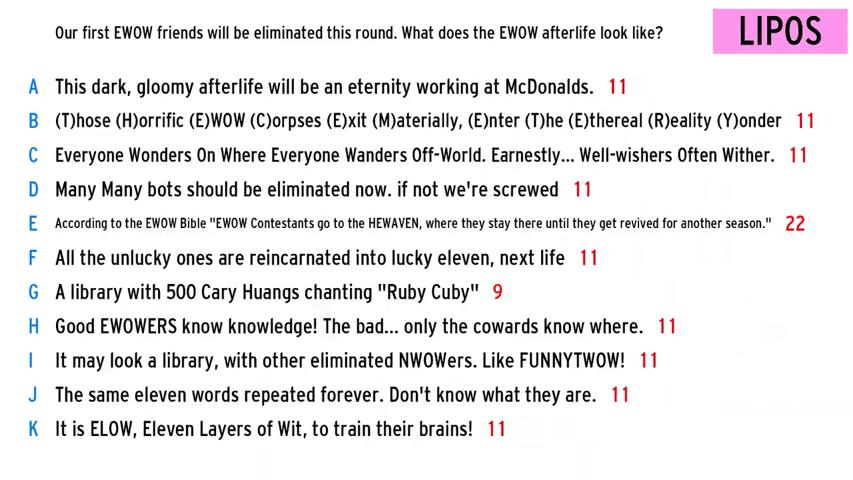 Our first EWOW friends will be eliminated this round. What does the EWOW afterlife look like?
LIPOS
A This dark, gloomy afterlife will be an eternity working at McDonalds. 11
B (T)hose (H)orrific (E)WOW (C)orpses (E)xit (M)aterially, (E)nter (T)he (E)thereal (R)eality (Y)onder 11
C Everyone Wonders On Where Everyone Wanders Off-World. Earnestly... Well-wishers Often Wither. 11
D Many Many bots should be eliminated now. if not we're screwed 11
E According to the EWOW Bible "EWOW Contestants go to the HEWAVEN, where they stay there until they get revived for another season." 22
F All the unlucky ones are reincarnated into lucky eleven, next life 11
G A library with 500 Cary Huangs chanting "Ruby Cuby" 9
H Good EWOWERS know knowledge! The bad... only the cowards know where. 11
I It may look a library, with other eliminated NWOWers. Like FUNNYTWOW! 11
J The same eleven words repeated forever. Don't know what they are. 11
K It is ELOW, Eleven Layers of Wit, to train their brains! 11